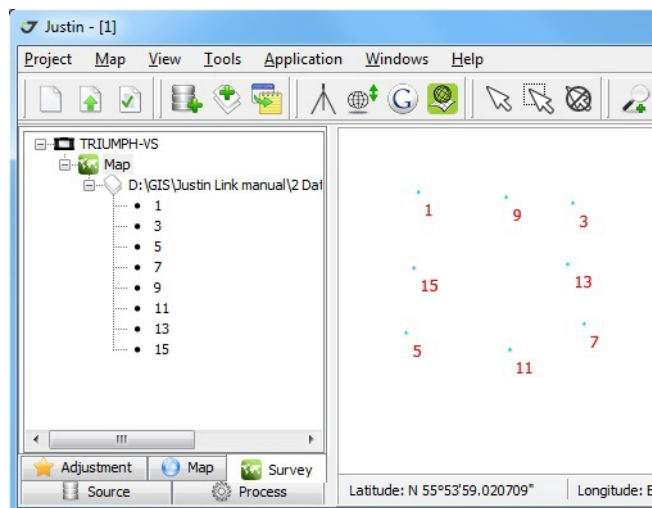 Justin - [1]
Project Map View Tools Application Windows Help
G
TRIUMPH-VS
Map
D:\GIS\Justin Link manual\2 Dat
1
3
5
7
9
11
13
15
1
9
3
15
13
5
11
7
Adjustment Map Survey
Source Process
Latitude: N 55°53'59.020709" Longitude: E